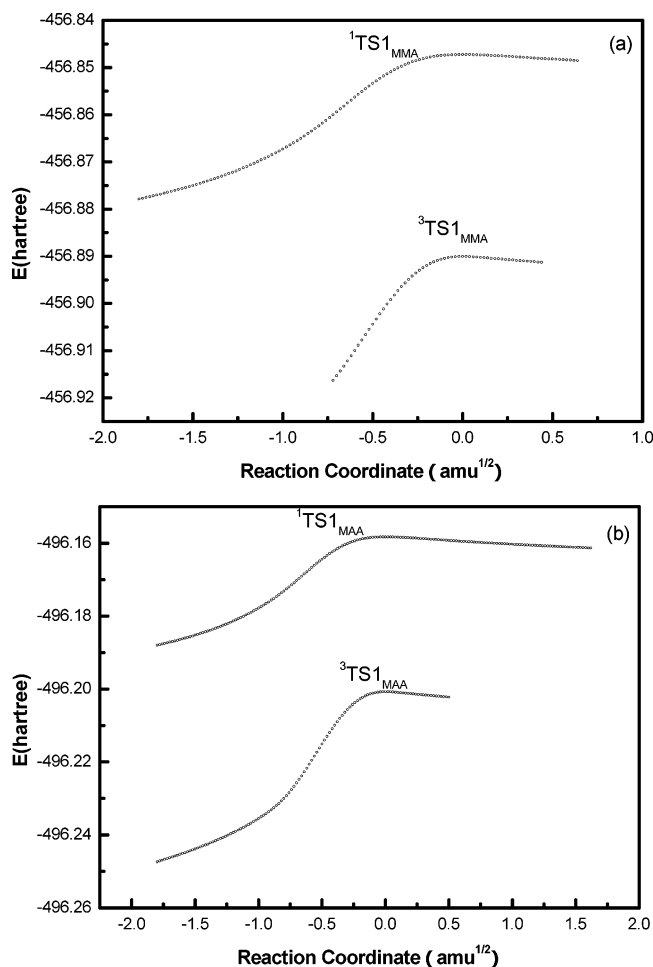 -456.84
-456.85
-456.86
-456.87
-456.88
-456.89
-456.90
-456.91
-456.92
E(hartree)
(a)
¹TS1MMA
³TS1MMA
-2.0 -1.5 -1.0 -0.5 0.0 0.5 1.0
Reaction Coordinate ( amu¹/²)
-496.16
-496.18
-496.20
-496.22
-496.24
-496.26
E(hartree)
(b)
¹TS1MAA
³TS1MAA
-2.0 -1.5 -1.0 -0.5 0.0 0.5 1.0 1.5 2.0
Reaction Coordinate ( amu¹/²)